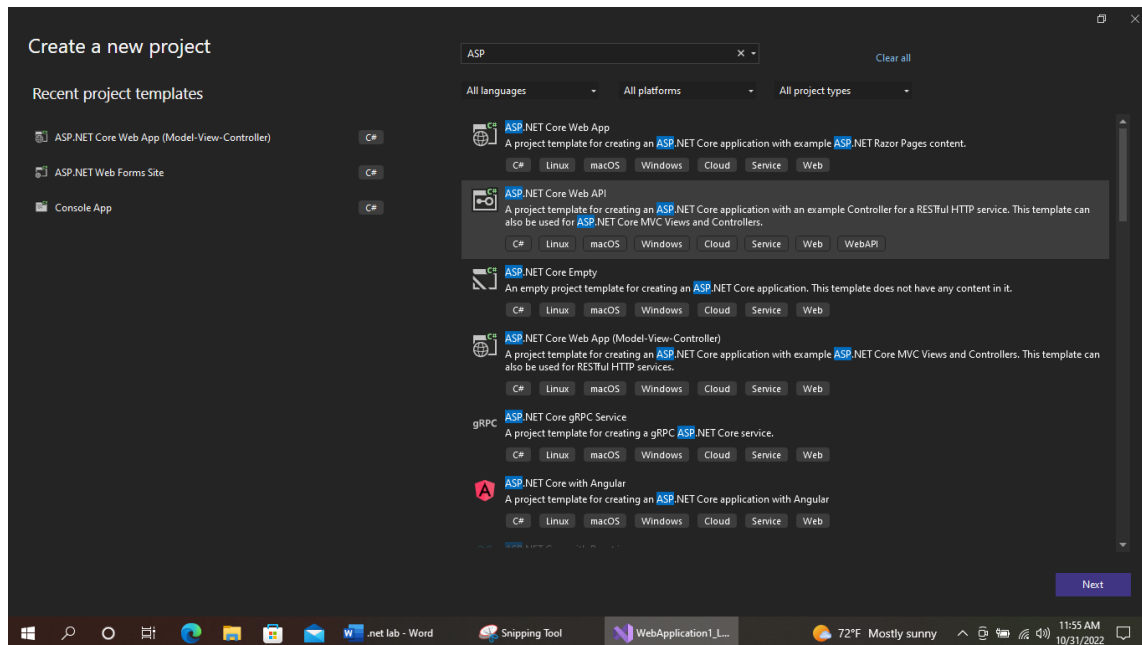 Create a new project
Recent project templates
ASP.NET Core Web App (Model-View-Controller) C#
ASP.NET Web Forms Site C#
Console App C#
ASP
Clear all
All languages All platforms All project types
C#
ASP.NET Core Web App
A project template for creating an ASP.NET Core application with example ASP.NET Razor Pages content.
C# Linux macOS Windows Cloud Service Web
C#
ASP.NET Core Web API
A project template for creating an ASP.NET Core application with an example Controller for a RESTful HTTP service. This template can
also be used for ASP.NET Core MVC Views and Controllers.
C# Linux macOS Windows Cloud Service Web WebAPI
C#
ASP.NET Core Empty
An empty project template for creating an ASP.NET Core application. This template does not have any content in it.
C# Linux macOS Windows Cloud Service Web
C#
ASP.NET Core Web App (Model-View-Controller)
A project template for creating an ASP.NET Core application with example ASP.NET Core MVC Views and Controllers. This template can
also be used for RESTful HTTP services.
C# Linux macOS Windows Cloud Service Web
gRPC
ASP.NET Core gRPC Service
A project template for creating a gRPC ASP.NET Core service.
C# Linux macOS Windows Cloud Service Web
A
ASP.NET Core with Angular
A project template for creating an ASP.NET Core application with Angular
C# Linux macOS Windows Cloud Service Web
Next
W .net lab - Word Snipping Tool WebApplication1_L... 72°F Mostly sunny 11:55 AM
10/31/2022